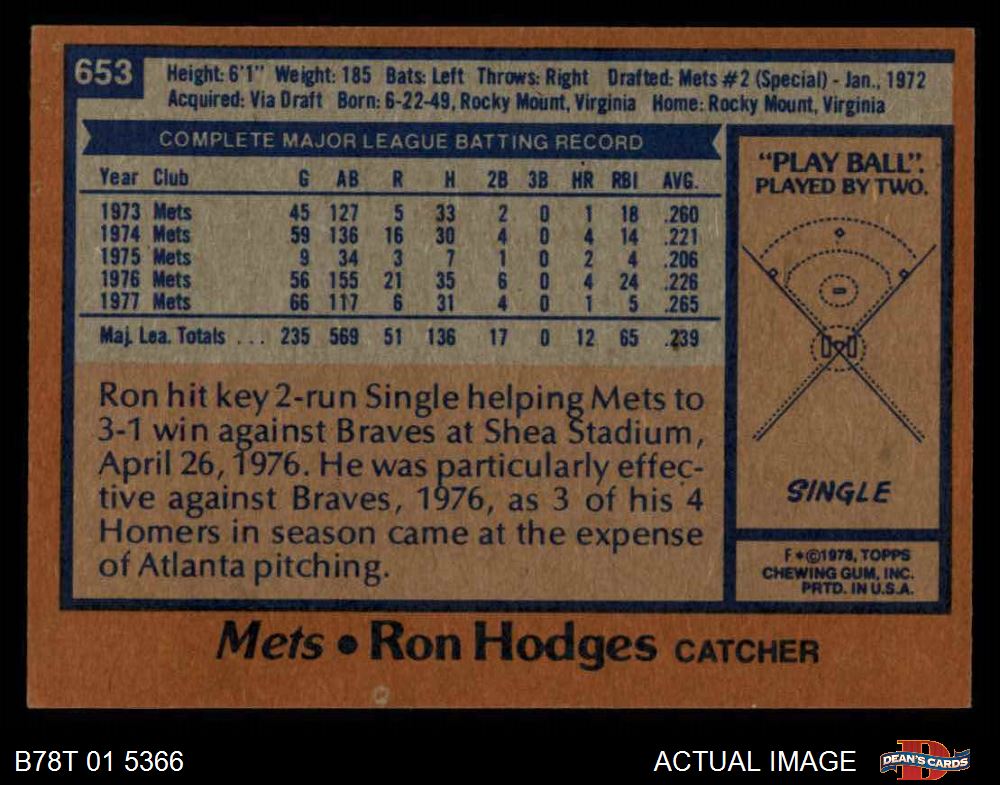 653
Height: 6'1" Weight: 185 Bats: Left Throws: Right Drafted: Mets #2 (Special) - Jan., 1972
Acquired: Via Draft Born: 6-22-49, Rocky Mount, Virginia Home: Rocky Mount, Virginia
COMPLETE MAJOR LEAGUE BATTING RECORD
Year Club G AB R H 2B 3B HR RBI AVG.
1973 Mets 45 127 5 33 2 0 1 18 .260
1974 Mets 59 136 16 30 4 0 4 14 .221
1975 Mets 9 34 3 7 1 0 2 4 .206
1976 Mets 56 155 21 35 6 0 4 24 .226
1977 Mets 66 117 6 31 4 0 1 5 .265
Maj. Lea. Totals ... 235 569 51 136 17 0 12 65 .239
Ron hit key 2-run Single helping Mets to
3-1 win against Braves at Shea Stadium,
April 26, 1976. He was particularly effec-
tive against Braves, 1976, as 3 of his 4
Homers in season came at the expense
of Atlanta pitching.
"PLAY BALL".
PLAYED BY TWO.
SINGLE
F*©1978, TOPPS
CHEWING GUM, INC.
PRTD. IN U.S.A.
Mets • Ron Hodges CATCHER
B78T 01 5366
ACTUAL IMAGE
D
DEAN'S CARDS